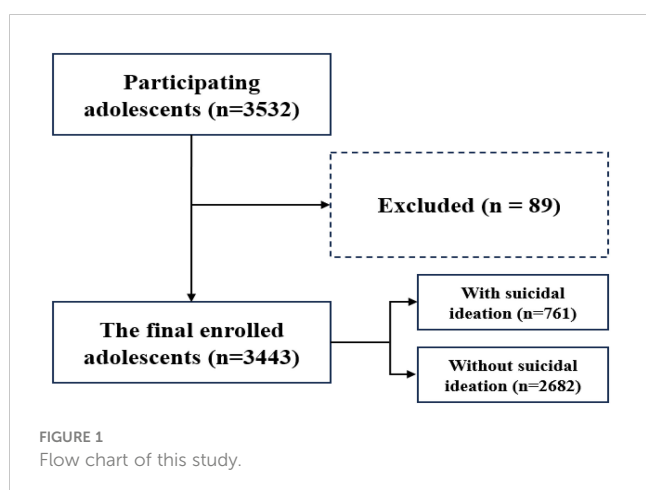 Participating
adolescents (n=3532)
Excluded (n = 89)
The final enrolled
adolescents (n=3443)
With suicidal
ideation (n=761)
Without suicidal
ideation (n=2682)
FIGURE 1
Flow chart of this study.